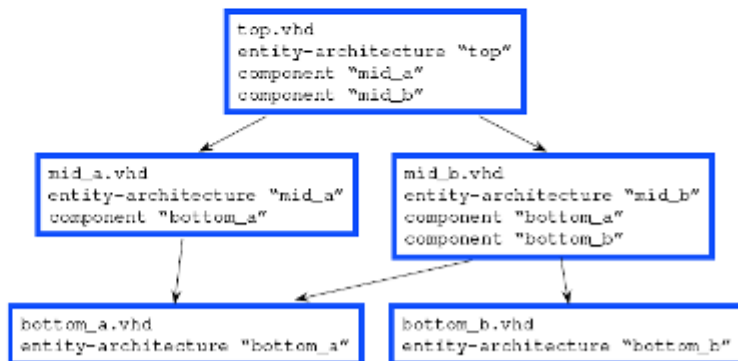 top.vhd
entity-architecture “top”
component “mid_a”
component “mid_b”
mid_a.vhd
entity-architecture “mid_a”
component “bottom_a”
mid_b.vhd
entity-architecture “mid_b”
component “bottom_a”
component “bottom_b”
bottom_a.vhd
entity-architecture “bottom_a”
bottom_b.vhd
entity-architecture “bottom_b”